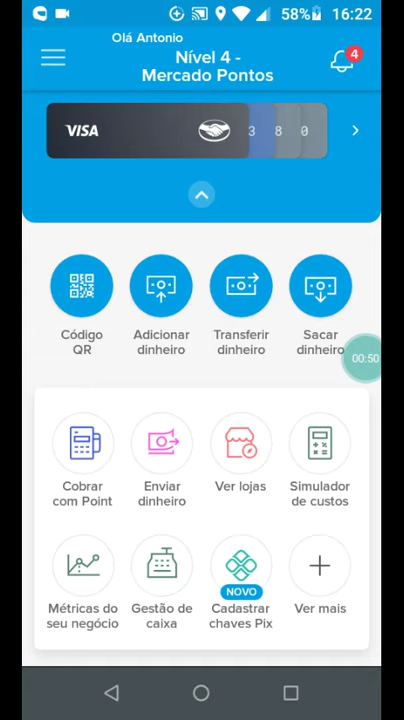 58% 16:22
Olá Antonio
Nível 4 -
Mercado Pontos
4
VISA
3 8 0
Código
QR
Adicionar
dinheiro
Transferir
dinheiro
Sacar
dinheiro
00:50
Cobrar
com Point
Enviar
dinheiro
Ver lojas
Simulador
de custos
Métricas do
seu negócio
Gestão de
caixa
NOVO
Cadastrar
chaves Pix
Ver mais